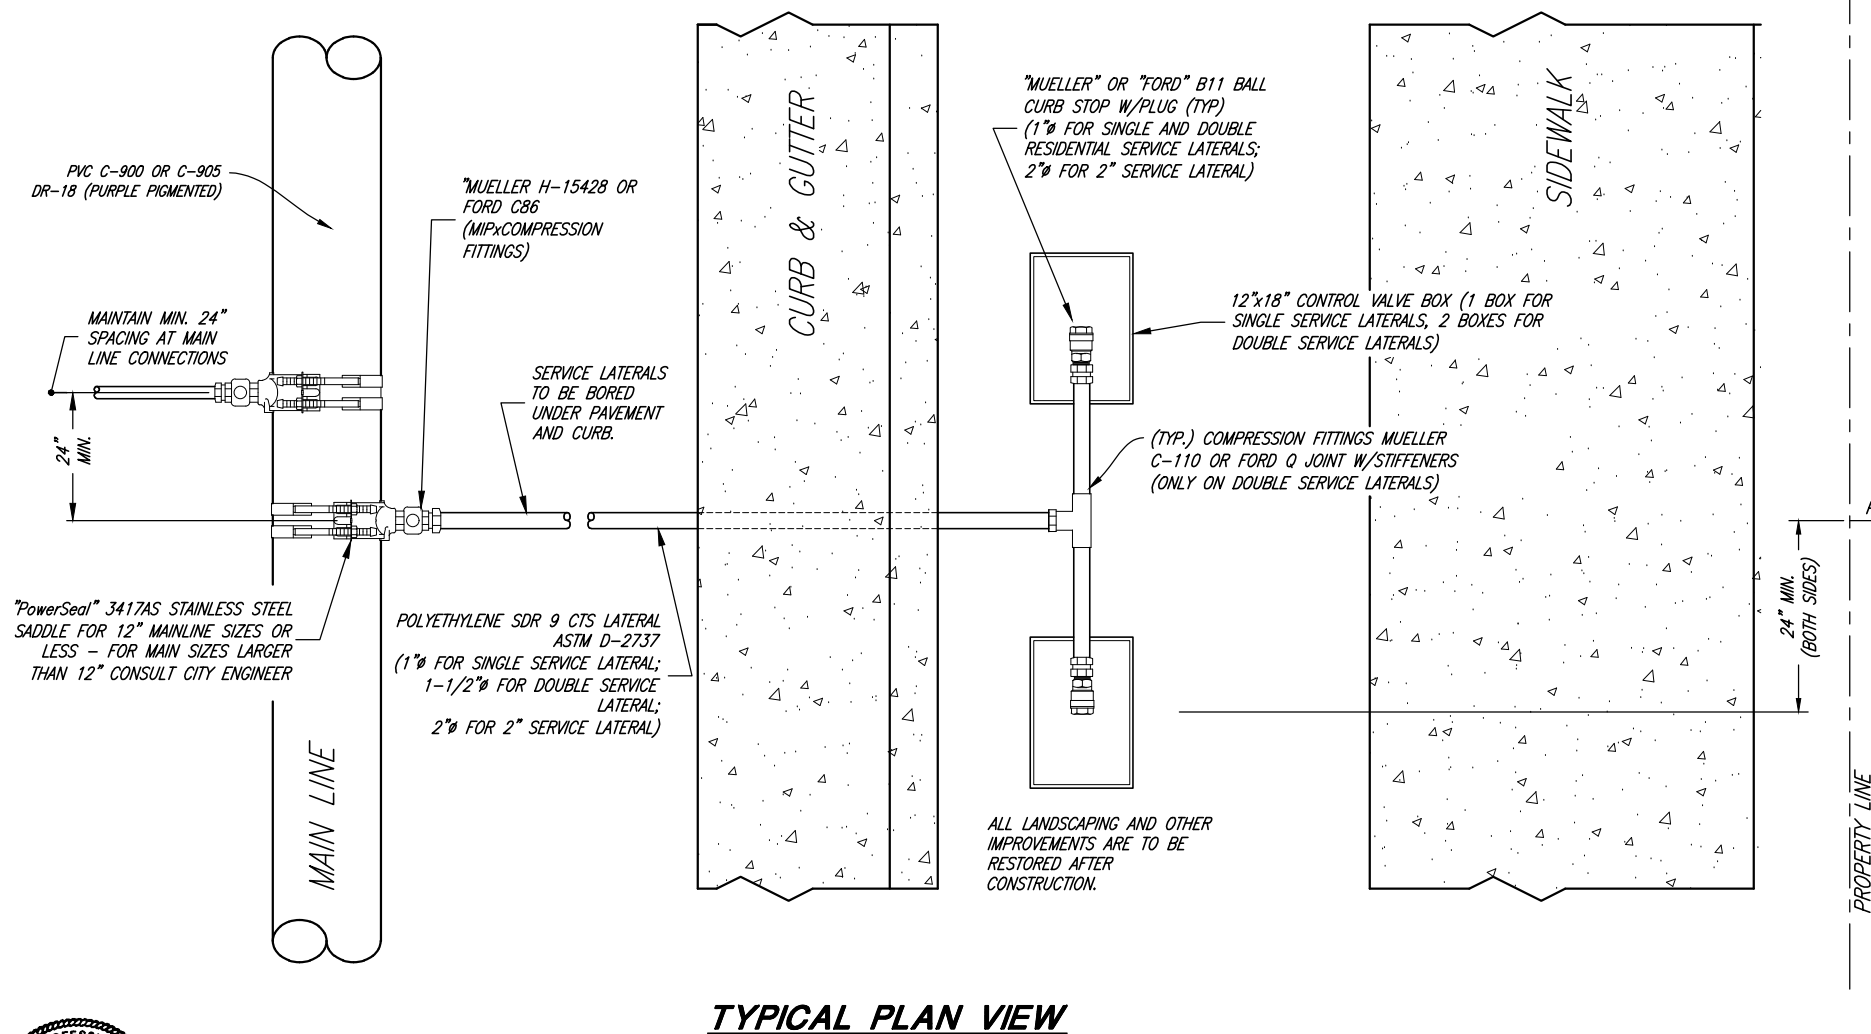 "MUELLER" OR "FORD" B11 BALL
CURB STOP W/PLUG (TYP)
(1"ø FOR SINGLE AND DOUBLE
RESIDENTIAL SERVICE LATERALS;
2"ø FOR 2" SERVICE LATERAL)
CURB & GUTTER
SIDEWALK
PVC C-900 OR C-905
DR-18 (PURPLE PIGMENTED)
"MUELLER H-15428 OR
FORD C86
(MIPxCOMPRESSION
FITTINGS)
MAINTAIN MIN. 24"
SPACING AT MAIN
LINE CONNECTIONS
12"x18" CONTROL VALVE BOX (1 BOX FOR
SINGLE SERVICE LATERALS, 2 BOXES FOR
DOUBLE SERVICE LATERALS)
SERVICE LATERALS
TO BE BORED
UNDER PAVEMENT
AND CURB.
24"
MIN.
(TYP.) COMPRESSION FITTINGS MUELLER
C-110 OR FORD Q JOINT W/STIFFENERS
(ONLY ON DOUBLE SERVICE LATERALS)
24" MIN.
(BOTH SIDES)
"PowerSeal" 3417AS STAINLESS STEEL
SADDLE FOR 12" MAINLINE SIZES OR
LESS - FOR MAIN SIZES LARGER
THAN 12" CONSULT CITY ENGINEER
POLYETHYLENE SDR 9 CTS LATERAL
ASTM D-2737
(1"ø FOR SINGLE SERVICE LATERAL;
1-1/2"ø FOR DOUBLE SERVICE
LATERAL;
2"ø FOR 2" SERVICE LATERAL)
MAIN LINE
ALL LANDSCAPING AND OTHER
IMPROVEMENTS ARE TO BE
RESTORED AFTER
CONSTRUCTION.
PROPERTY LINE
TYPICAL PLAN VIEW